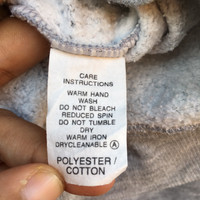 CARE
INSTRUCTIONS
WARM HAND
WASH
DO NOT BLEACH
REDUCED SPIN
DO NOT TUMBLE
DRY
WARM IRON
DRYCLEANABLE Ⓐ
POLYESTER /
COTTON